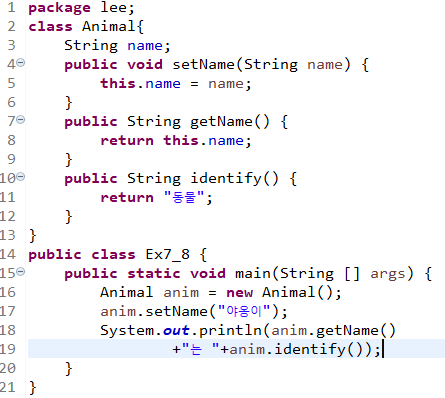 1 package lee;
2 class Animal{
3     String name;
4     public void setName(String name) {
5         this.name = name;
6     }
7     public String getName() {
8         return this.name;
9     }
10     public String identify() {
11         return "동물";
12     }
13 }
14 public class Ex7_8 {
15     public static void main(String [] args) {
16         Animal anim = new Animal();
17         anim.setName("야옹이");
18         System.out.println(anim.getName()
19                 +"는 "+anim.identify());
20     }
21 }